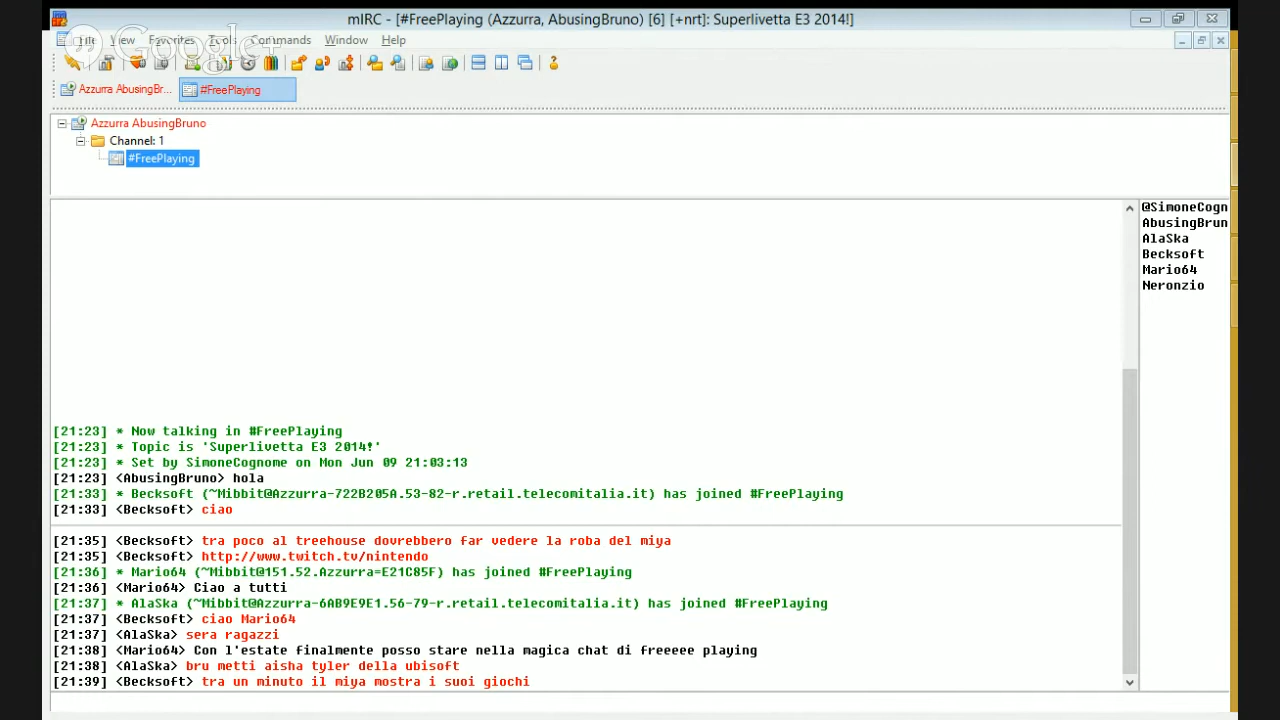 mIRC - [#FreePlaying (Azzurra, AbusingBruno) [6] [+nrt]: Superlivetta E3 2014!]
File View Favorites Tools Commands Window Help
Google+
Azzurra AbusingBr... #FreePlaying
Azzurra AbusingBruno
Channel: 1
#FreePlaying
@SimoneCogn
AbusingBrun
AlaSka
Becksoft
Mario64
Neronzio
[21:23] * Now talking in #FreePlaying
[21:23] * Topic is 'Superlivetta E3 2014!'
[21:23] * Set by SimoneCognome on Mon Jun 09 21:03:13
[21:23] <AbusingBruno> hola
[21:33] * Becksoft (~Mibbit@Azzurra-722B205A.53-82-r.retail.telecomitalia.it) has joined #FreePlaying
[21:33] <Becksoft> ciao
[21:35] <Becksoft> tra poco al treehouse dovrebbero far vedere la roba del miya
[21:35] <Becksoft> http://www.twitch.tv/nintendo
[21:36] * Mario64 (~Mibbit@151.52.Azzurra=E21C85F) has joined #FreePlaying
[21:36] <Mario64> Ciao a tutti
[21:37] * AlaSka (~Mibbit@Azzurra-6AB9E9E1.56-79-r.retail.telecomitalia.it) has joined #FreePlaying
[21:37] <Becksoft> ciao Mario64
[21:37] <AlaSka> sera ragazzi
[21:38] <Mario64> Con l'estate finalmente posso stare nella magica chat di freeeee playing
[21:38] <AlaSka> bru metti aisha tyler della ubisoft
[21:39] <Becksoft> tra un minuto il miya mostra i suoi giochi